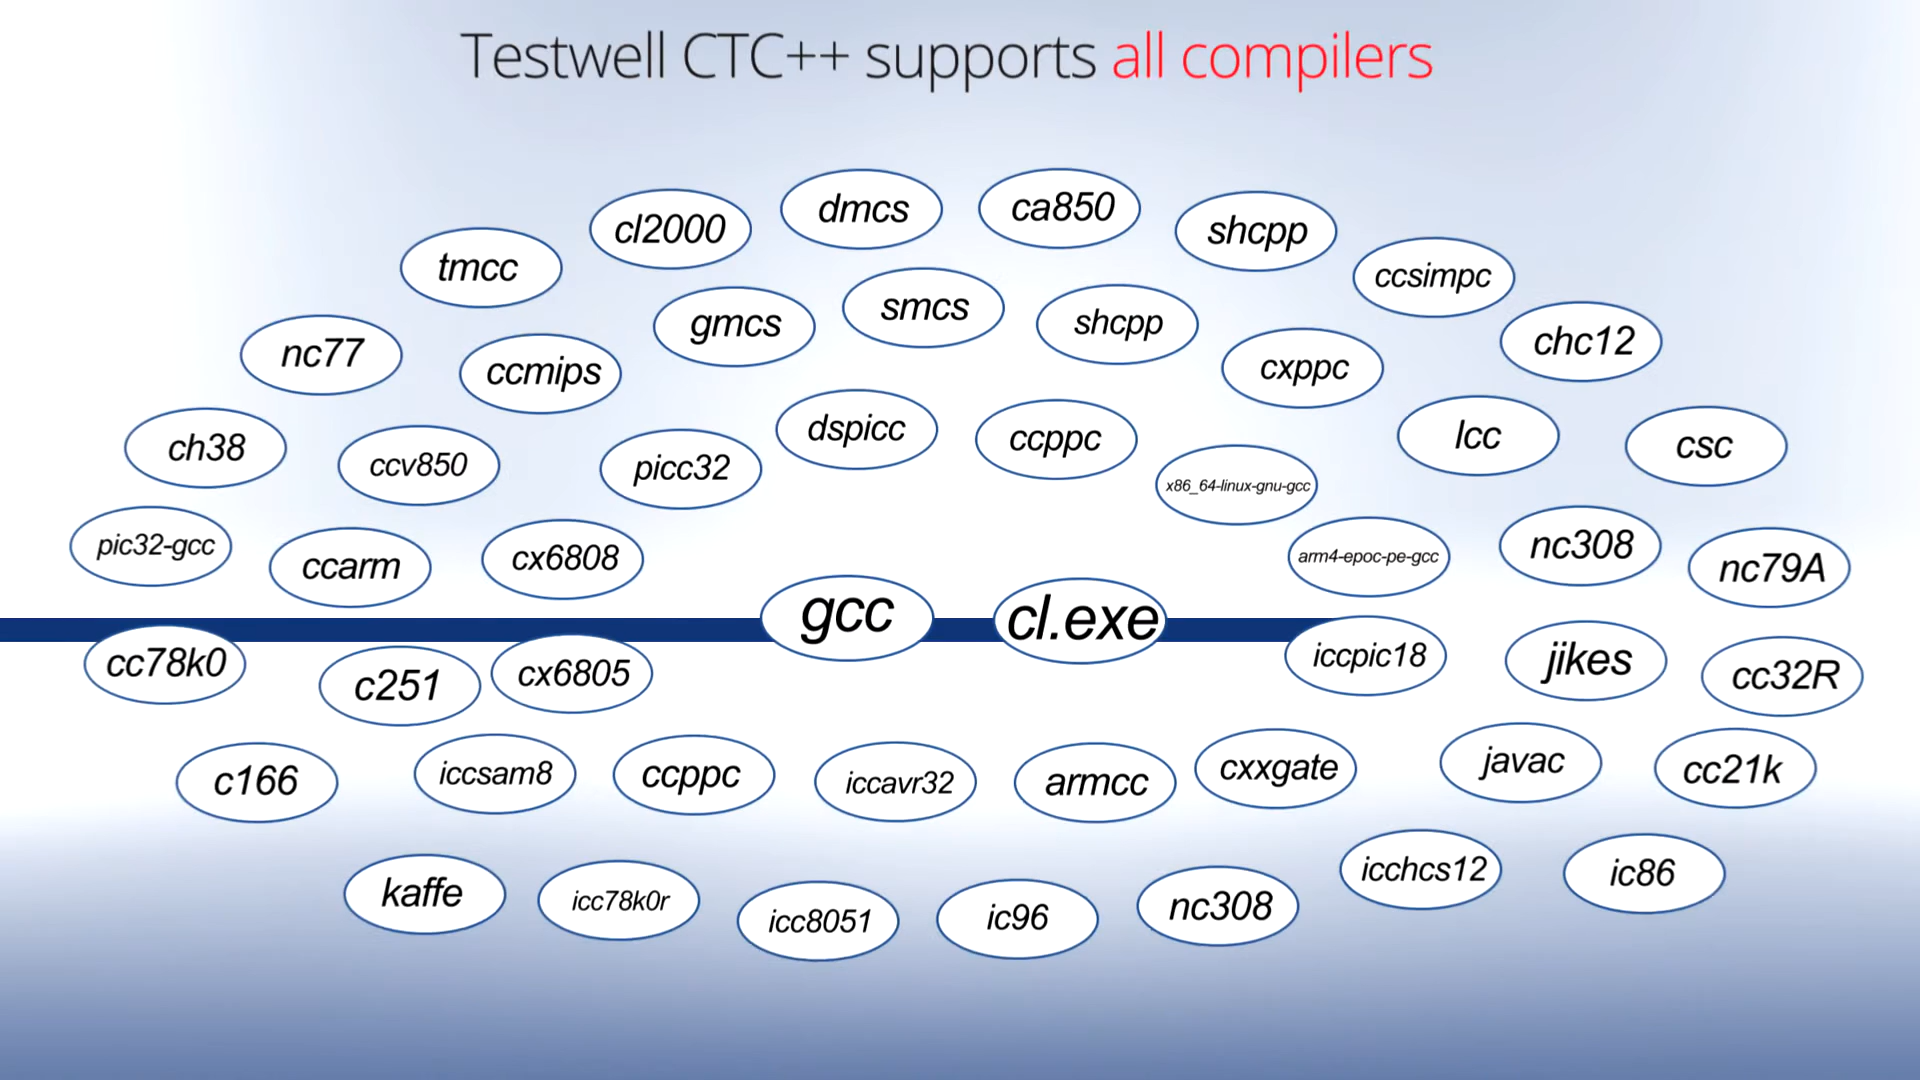 Testwell CTC++ supports all compilers
dmcs
ca850
cl2000
shcpp
tmcc
ccsimpc
smcs
gmcs
shcpp
chc12
nc77
ccmips
cxppc
dspicc
ccppc
lcc
csc
ch38
ccv850
picc32
x86_64-linux-gnu-gcc
pic32-gcc
ccarm
cx6808
arm4-epoc-pe-gcc
nc308
nc79A
gcc
cl.exe
cc78k0
c251
cx6805
iccpic18
jikes
cc32R
c166
iccsam8
ccppc
iccavr32
armcc
cxxgate
javac
cc21k
kaffe
icc78k0r
icc8051
ic96
nc308
icchcs12
ic86